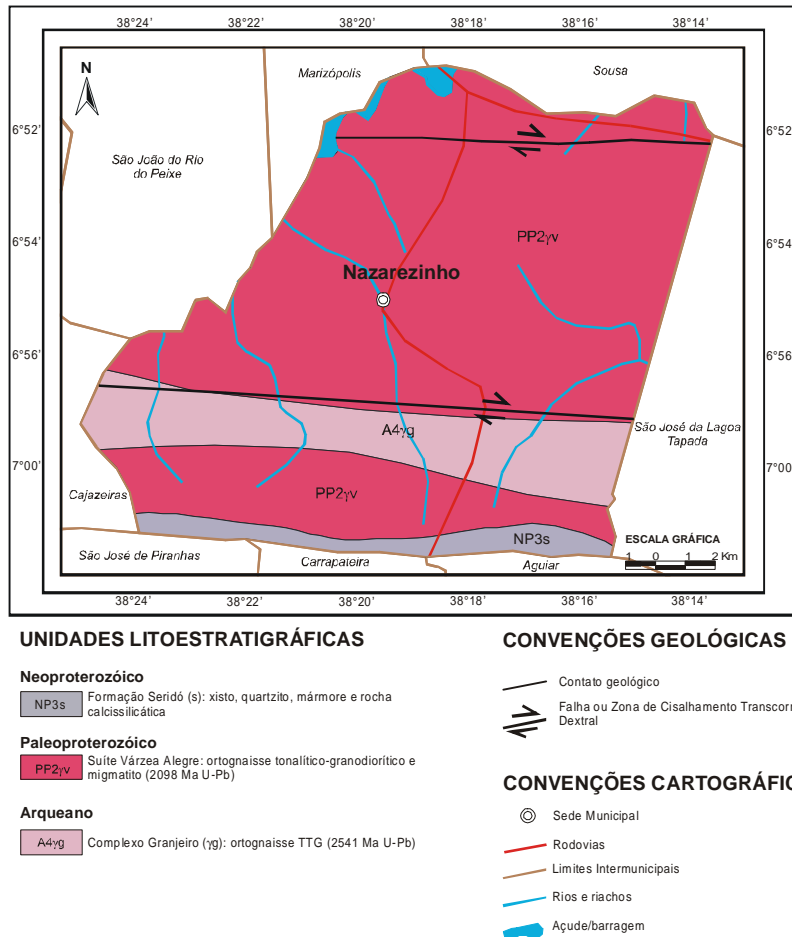 38°24' 38°22' 38°20' 38°18' 38°16' 38°14'
N
Marizópolis
Sousa
6°52' 6°52'
São João do Rio
do Peixe
6°54' 6°54'
PP2γv
Nazarezinho
6°56' 6°56'
A4γg
São José da Lagoa
Tapada
7°00' 7°00'
Cajazeiras
PP2γv
NP3s
ESCALA GRÁFICA
1 0 1 2 Km
São José de Piranhas
Carrapateira
Aguiar
38°24' 38°22' 38°20' 38°18' 38°16' 38°14'
UNIDADES LITOESTRATIGRÁFICAS
Neoproterozóico
NP3s
Formação Seridó (s): xisto, quartzito, mármore e rocha
calcissilicática
Paleoproterozóico
PP2γv
Suíte Várzea Alegre: ortognaisse tonalítico-granodiorítico e
migmatito (2098 Ma U-Pb)
Arqueano
A4γg
Complexo Granjeiro (γg): ortognaisse TTG (2541 Ma U-Pb)
CONVENÇÕES GEOLÓGICAS
Contato geológico
Falha ou Zona de Cisalhamento Transcorr
Dextral
CONVENÇÕES CARTOGRÁFIC
Sede Municipal
Rodovias
Limites Intermunicipais
Rios e riachos
Açude/barragem